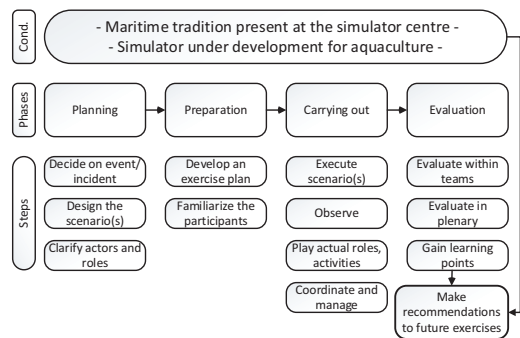 Cond.
- Maritime tradition present at the simulator centre -
- Simulator under development for aquaculture -
Phases
Planning
Preparation
Carrying out
Evaluation
Steps
Decide on event/
incident
Design the
scenario(s)
Clarify actors and
roles
Develop an
exercise plan
Familiarize the
participants
Execute
scenario(s)
Observe
Play actual roles,
activities
Coordinate and
manage
Evaluate within
teams
Evaluate in
plenary
Gain learning
points
Make
recommendations
to future exercises